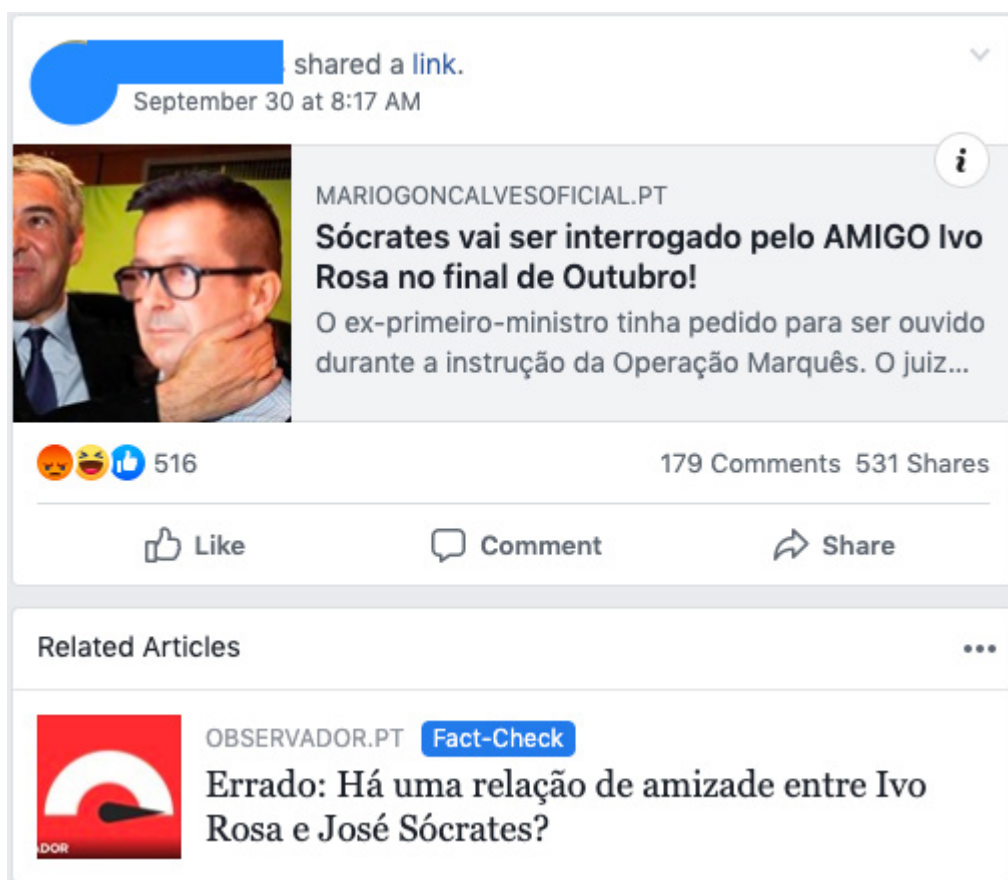 shared a link.
September 30 at 8:17 AM
MARIOGONCALVESOFICIAL.PT
Sócrates vai ser interrogado pelo AMIGO Ivo
Rosa no final de Outubro!
O ex-primeiro-ministro tinha pedido para ser ouvido
durante a instrução da Operação Marquês. O juiz...
516
179 Comments 531 Shares
Like
Comment
Share
Related Articles
OBSERVADOR.PT Fact-Check
Errado: Há uma relação de amizade entre Ivo
Rosa e José Sócrates?
ADOR